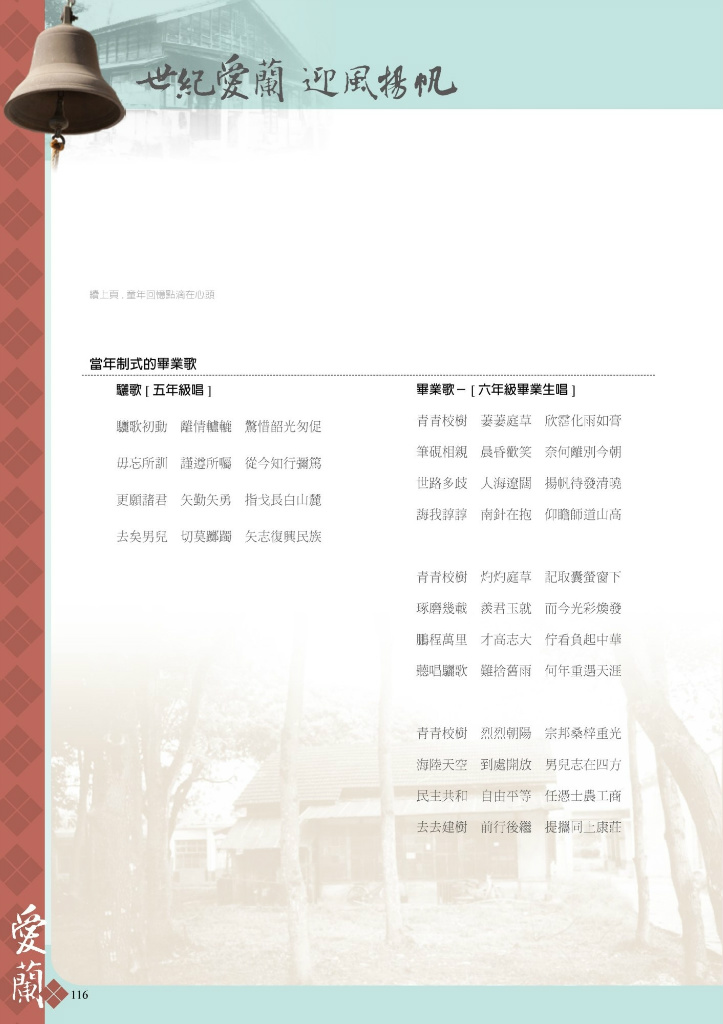 世紀愛蘭 迎風揚帆
續上頁．童年回憶點滴在心頭
當年制式的畢業歌
驪歌 [ 五年級唱 ]
驪歌初動　離情轆轆　驚惜韶光匆促
毋忘所訓　謹遵所囑　從今知行彌篤
更願諸君　矢勤矢勇　指戈長白山麓
去矣男兒　切莫躑躅　矢志復興民族
畢業歌－ [ 六年級畢業生唱 ]
青青校樹　萋萋庭草　欣霑化雨如膏
筆硯相親　晨昏歡笑　奈何離別今朝
世路多歧　人海遼闊　揚帆待發清曉
誨我諄諄　南針在抱　仰瞻師道山高
青青校樹　灼灼庭草　記取囊螢窗下
琢磨幾載　羨君玉就　而今光彩煥發
鵬程萬里　才高志大　佇看負起中華
聽唱驪歌　難捨舊雨　何年重遇天涯
青青校樹　烈烈朝陽　宗邦桑梓重光
海陸天空　到處開放　男兒志在四方
民主共和　自由平等　任憑士農工商
去去建樹　前行後繼　提攜同上康莊
愛蘭
116